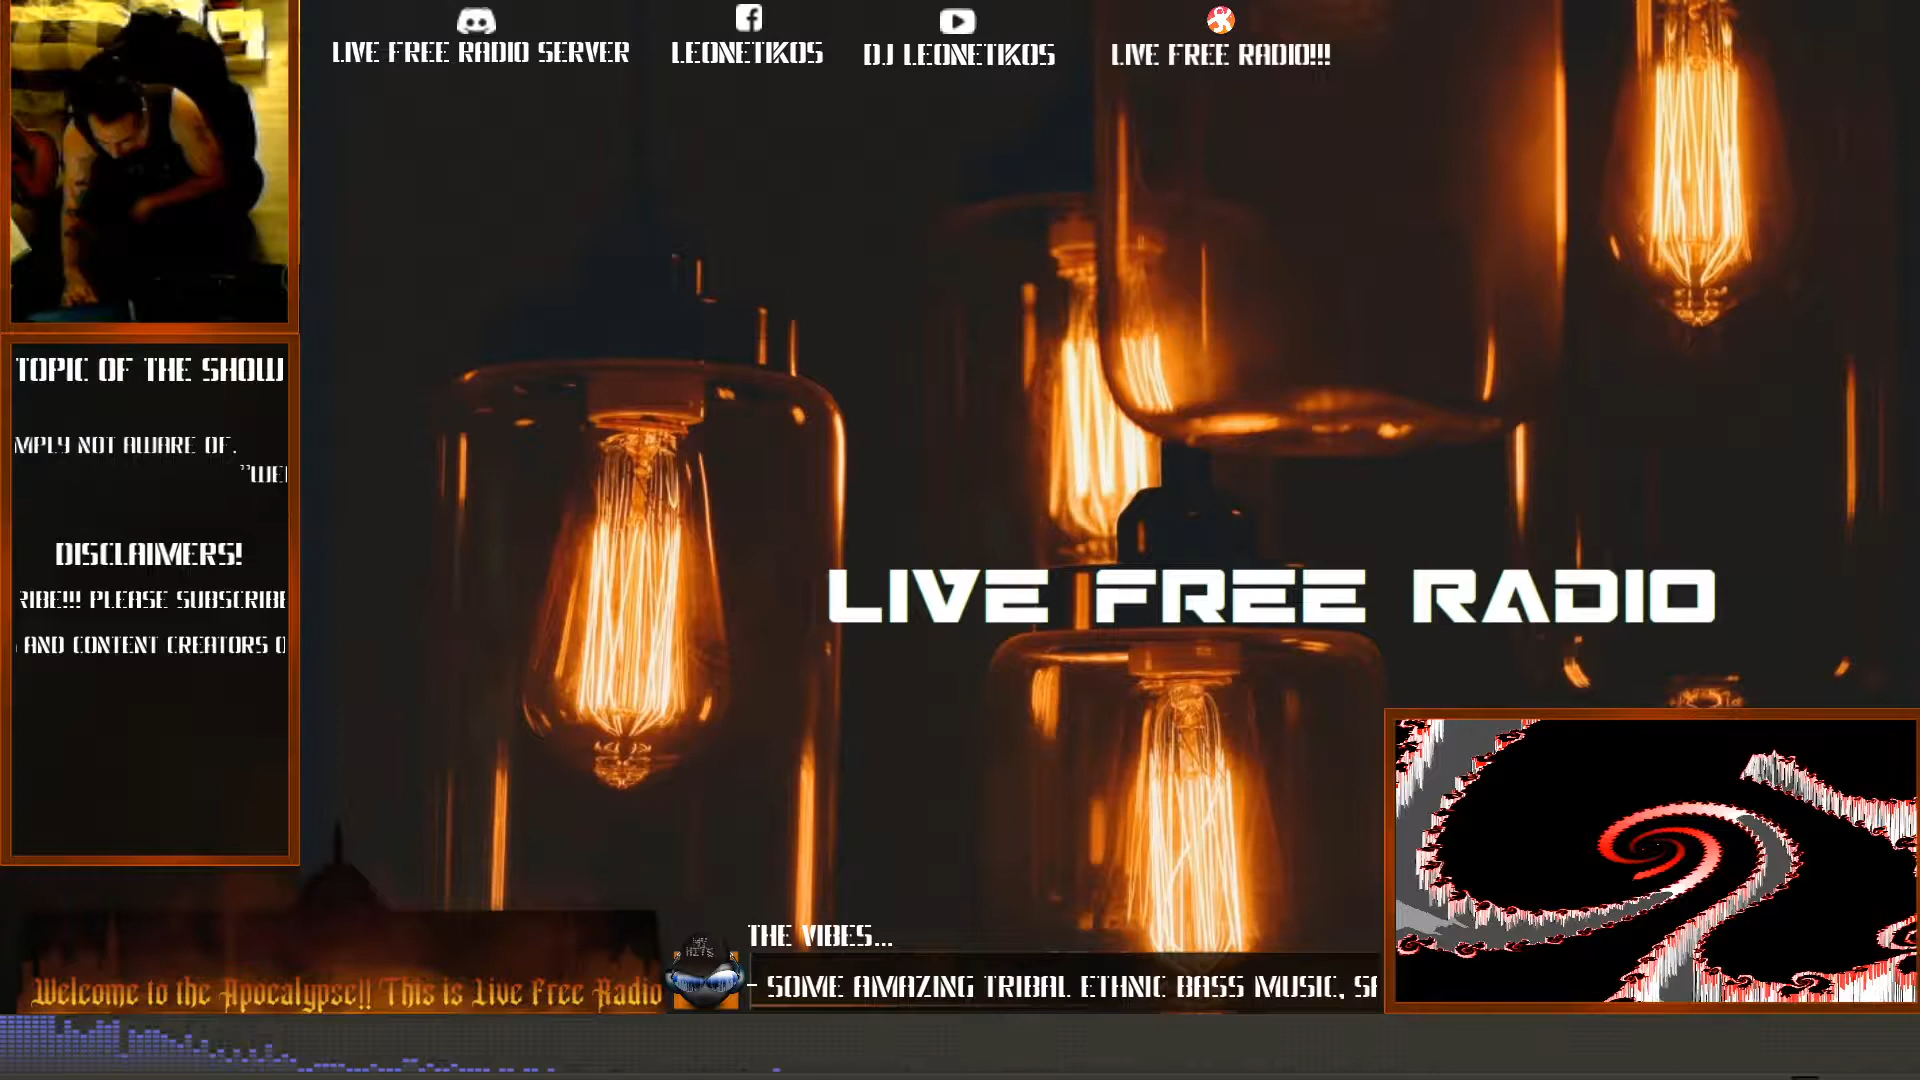 LIVE FREE RADIO SERVER
LEONETIKOS
DJ LEONETIKOS
LIVE FREE RADIO!!!
TOPIC OF THE SHOW
MPLY NOT AWARE OF.
"WE
DISCLAIMERS!
RIBE!!! PLEASE SUBSCRIBE
AND CONTENT CREATORS O
LIVE FREE RADIO
THE VIBES...
- SOME AMAZING TRIBAL ETHNIC BASS MUSIC, SA
Welcome to the Apocalypse!! This is Live Free Radio